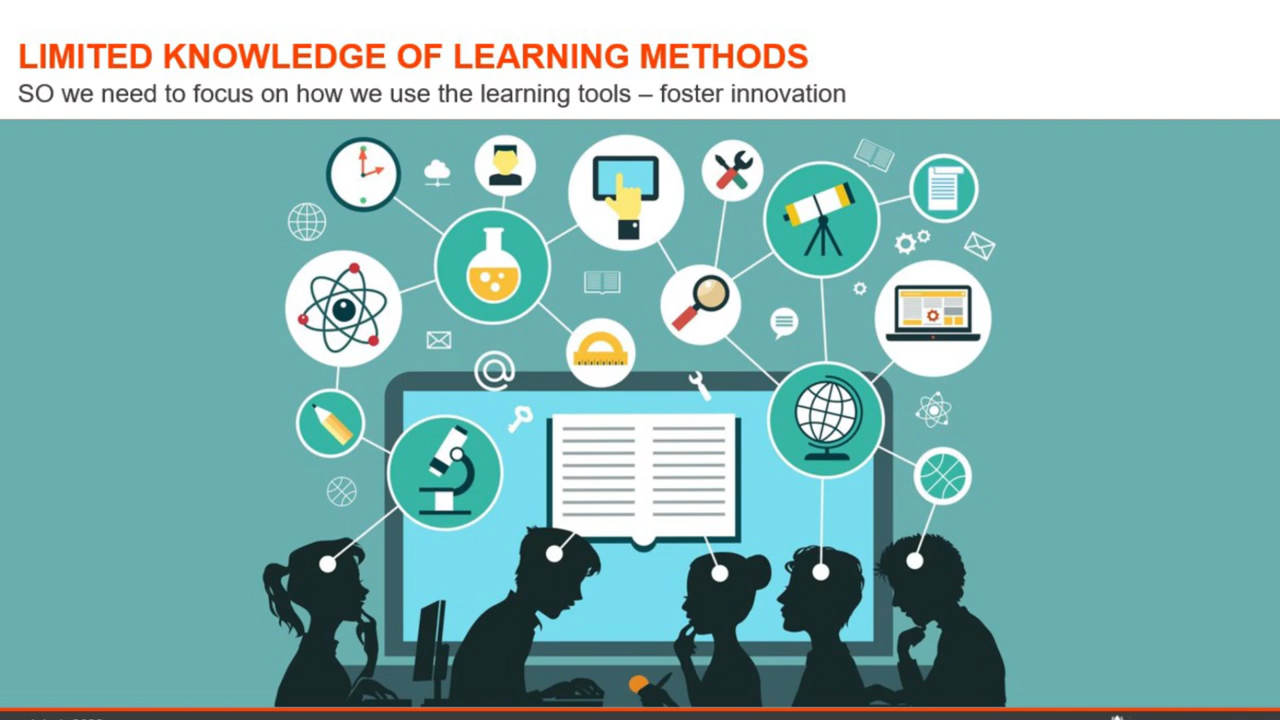 LIMITED KNOWLEDGE OF LEARNING METHODS
SO we need to focus on how we use the learning tools – foster innovation
@